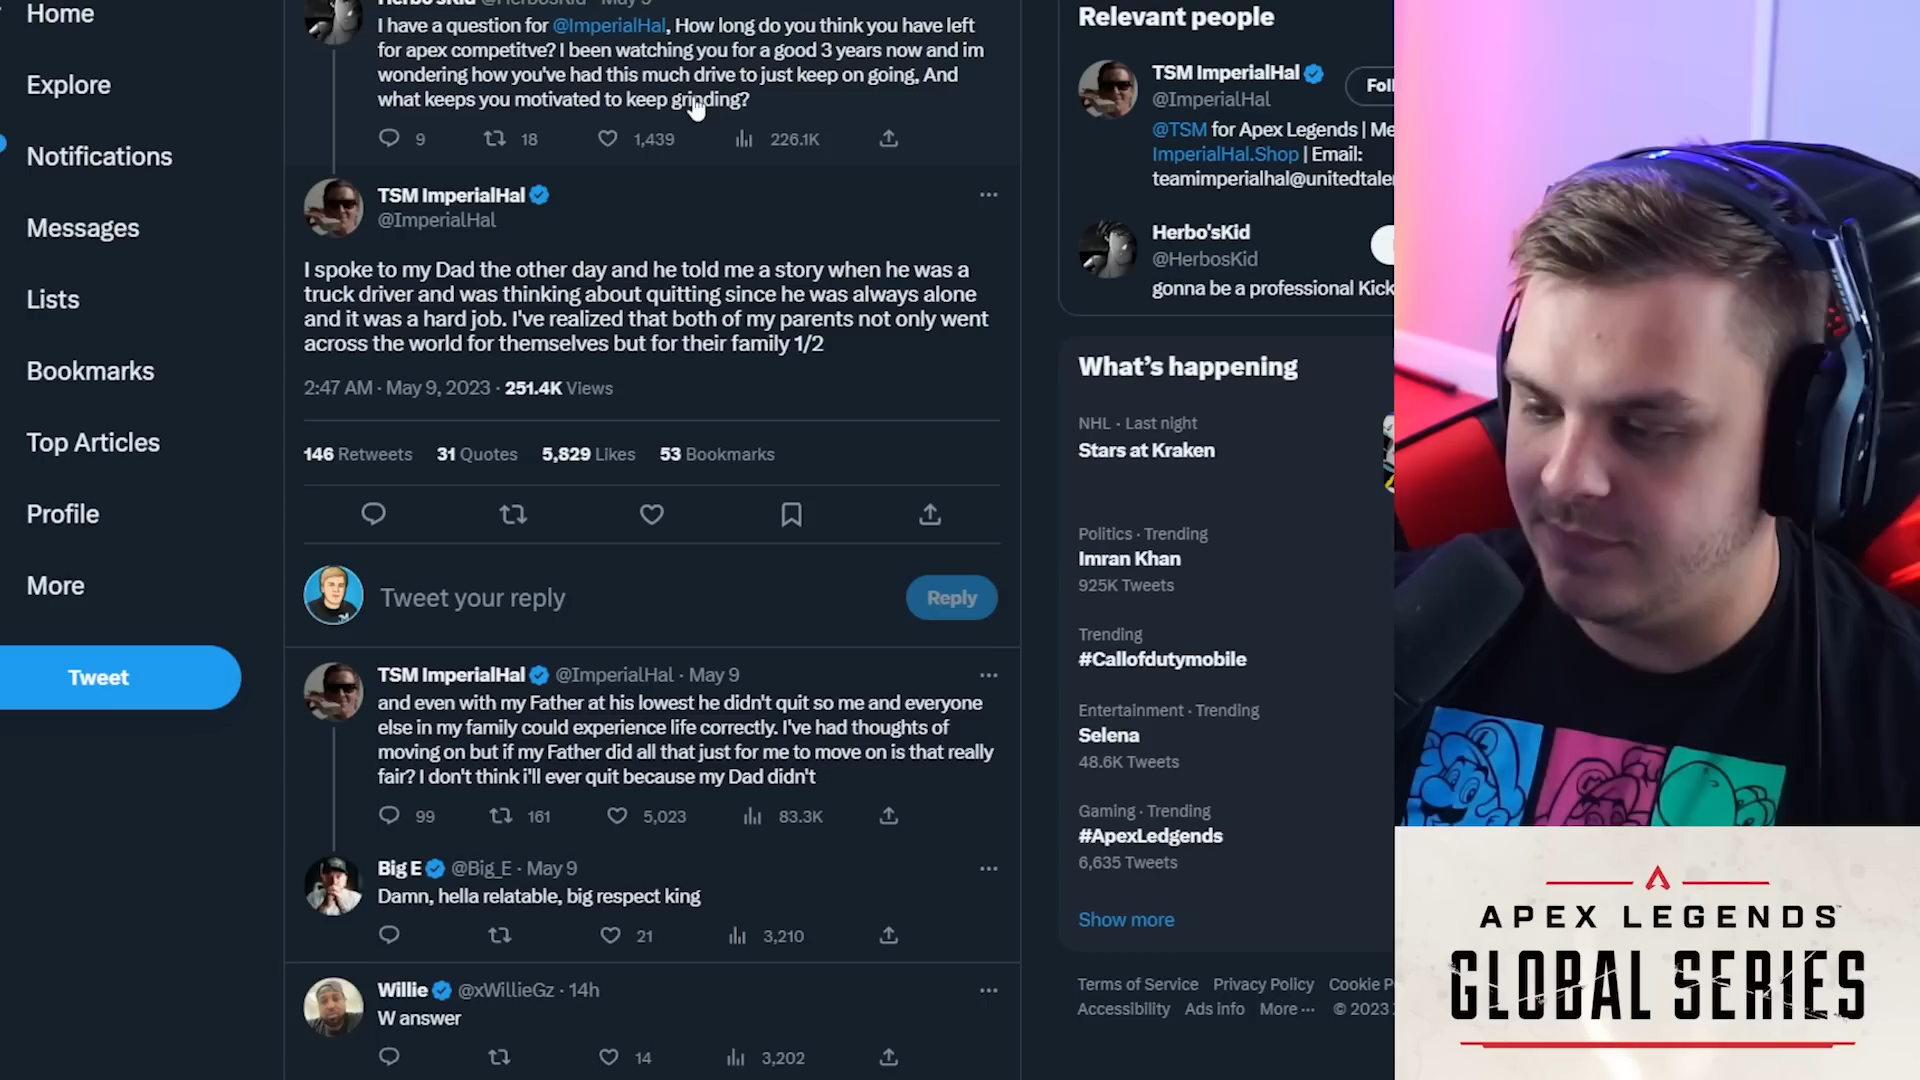 Home
Explore
Notifications
Messages
Lists
Bookmarks
Top Articles
Profile
More
Tweet
Herbo'sKid @HerbosKid · May 9
I have a question for @ImperialHal, How long do you think you have left
for apex competitve? I been watching you for a good 3 years now and im
wondering how you've had this much drive to just keep on going, And
what keeps you motivated to keep grinding?
9 18 1,439 226.1K
TSM ImperialHal
@ImperialHal
I spoke to my Dad the other day and he told me a story when he was a
truck driver and was thinking about quitting since he was always alone
and it was a hard job. I've realized that both of my parents not only went
across the world for themselves but for their family 1/2
2:47 AM · May 9, 2023 · 251.4K Views
146 Retweets 31 Quotes 5,829 Likes 53 Bookmarks
Tweet your reply
Reply
TSM ImperialHal @ImperialHal · May 9
and even with my Father at his lowest he didn't quit so me and everyone
else in my family could experience life correctly. I've had thoughts of
moving on but if my Father did all that just for me to move on is that really
fair? I don't think i'll ever quit because my Dad didn't
99 161 5,023 83.3K
Big E @Big_E · May 9
Damn, hella relatable, big respect king
21 3,210
Willie @xWillieGz · 14h
W answer
14 3,202
Relevant people
TSM ImperialHal
@ImperialHal
Foll
@TSM for Apex Legends | Me
ImperialHal.Shop | Email:
teamimperialhal@unitedtale
Herbo'sKid
@HerbosKid
gonna be a professional Kick
What's happening
NHL · Last night
Stars at Kraken
Politics · Trending
Imran Khan
925K Tweets
Trending
#Callofdutymobile
Entertainment · Trending
Selena
48.6K Tweets
Gaming · Trending
#ApexLedgends
6,635 Tweets
Show more
Terms of Service Privacy Policy Cookie P
Accessibility Ads info More ··· © 2023
APEX LEGENDS
GLOBAL SERIES